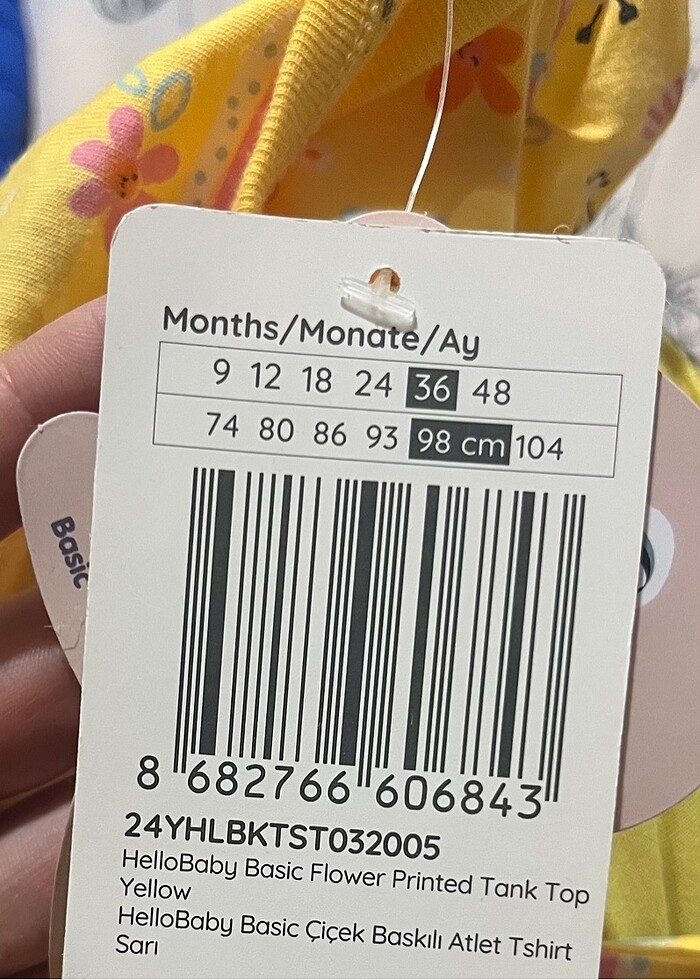 Months/Monate/Ay
9 12 18 24 36 48
74 80 86 93 98 cm 104
Basic
8 682766 606843
24YHLBKTST032005
HelloBaby Basic Flower Printed Tank Top
Yellow
HelloBaby Basic Çiçek Baskılı Atlet Tshirt
Sarı